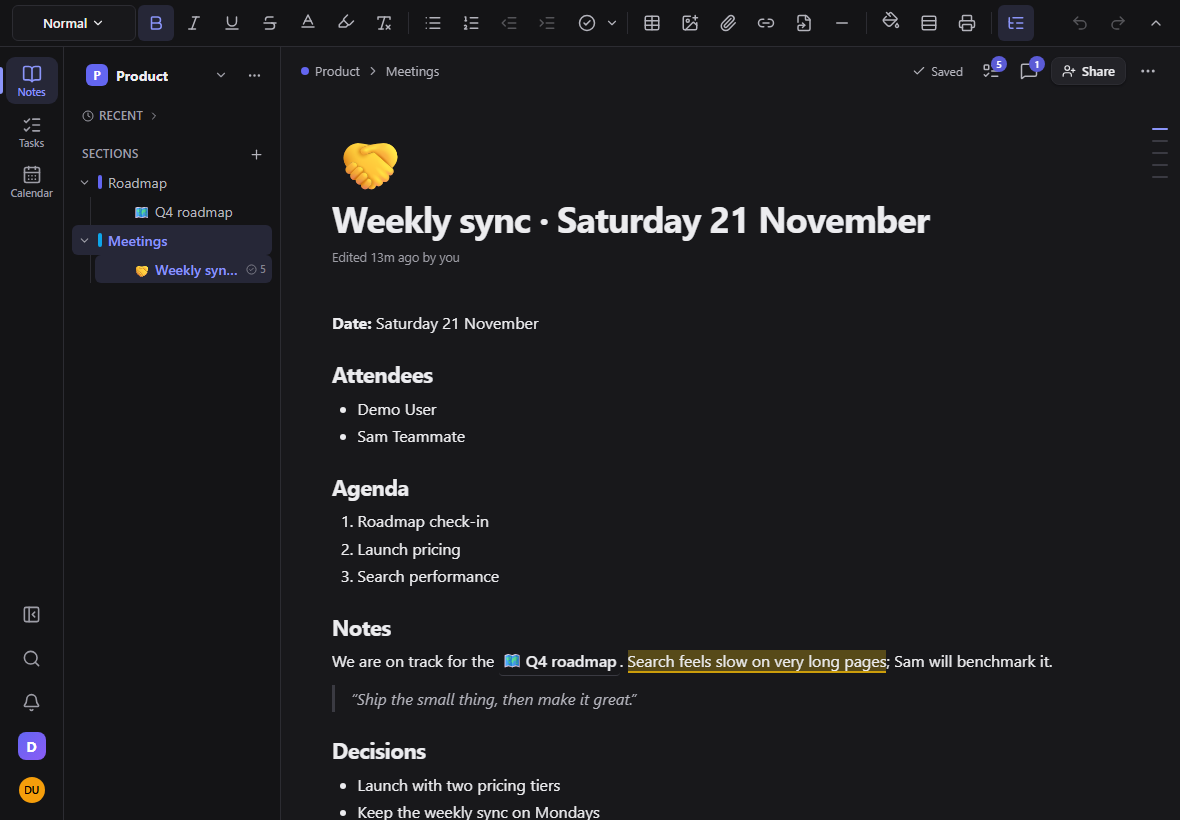 Normal
Product > Meetings
Saved
5
1
Share
Notes
Tasks
Calendar
P Product
RECENT
SECTIONS
Roadmap
Q4 roadmap
Meetings
Weekly syn... 5
D
DU
Weekly sync · Saturday 21 November
Edited 13m ago by you
Date: Saturday 21 November
Attendees
• Demo User
• Sam Teammate
Agenda
1. Roadmap check-in
2. Launch pricing
3. Search performance
Notes
We are on track for the Q4 roadmap. Search feels slow on very long pages; Sam will benchmark it.
“Ship the small thing, then make it great.”
Decisions
• Launch with two pricing tiers
• Keep the weekly sync on Mondays